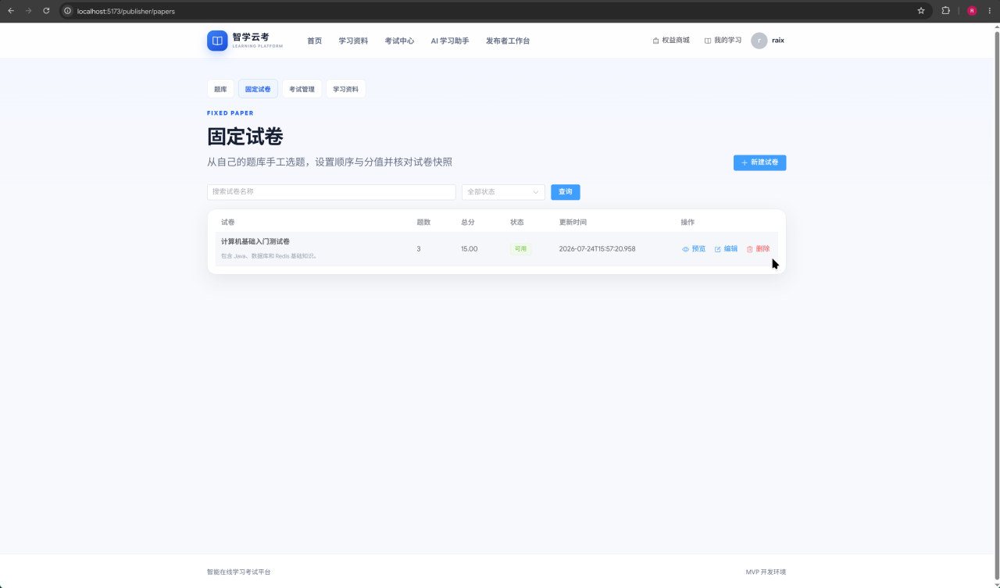 localhost:5173/publisher/papers
R
智学云考
LEARNING PLATFORM
首页 学习资料 考试中心 AI 学习助手 发布者工作台
权益商城 我的学习 r raix
题库 固定试卷 考试管理 学习资料
FIXED PAPER
固定试卷
从自己的题库手工选题，设置顺序与分值并核对试卷快照
+ 新建试卷
搜索试卷名称 全部状态 查询
试卷 题数 总分 状态 更新时间 操作
计算机基础入门测试卷
包含 Java、数据库和 Redis 基础知识。
3 15.00 可用 2026-07-24T15:57:20.958 预览 编辑 删除
智能在线学习考试平台 MVP 开发环境